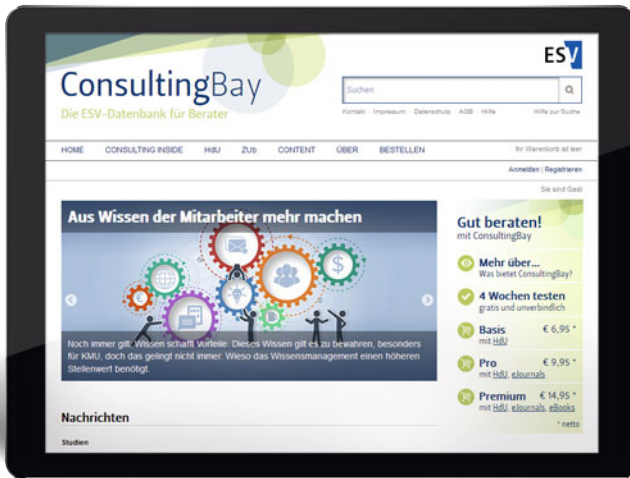 ESV
ConsultingBay
Die ESV-Datenbank für Berater
Suchen
Kontakt Impressum Datenschutz AGB Hilfe
Hilfe zur Suche
HOME CONSULTING INSIDE HdU ZUb CONTENT ÜBER BESTELLEN
Ihr Warenkorb ist leer
Anmelden | Registrieren
Sie sind Gast
Aus Wissen der Mitarbeiter mehr machen
Noch immer gilt: Wissen schafft Vorteile. Dieses Wissen gilt es zu bewahren, besonders
für KMU, doch das gelingt nicht immer. Wieso das Wissensmanagement einen höheren
Stellenwert benötigt.
Gut beraten!
mit ConsultingBay
Mehr über...
Was bietet ConsultingBay?
4 Wochen testen
gratis und unverbindlich
Basis € 6,95 *
mit HdU
Pro € 9,95 *
mit HdU, eJournals
Premium € 14,95 *
mit HdU, eJournals, eBooks
* netto
Nachrichten
Studien